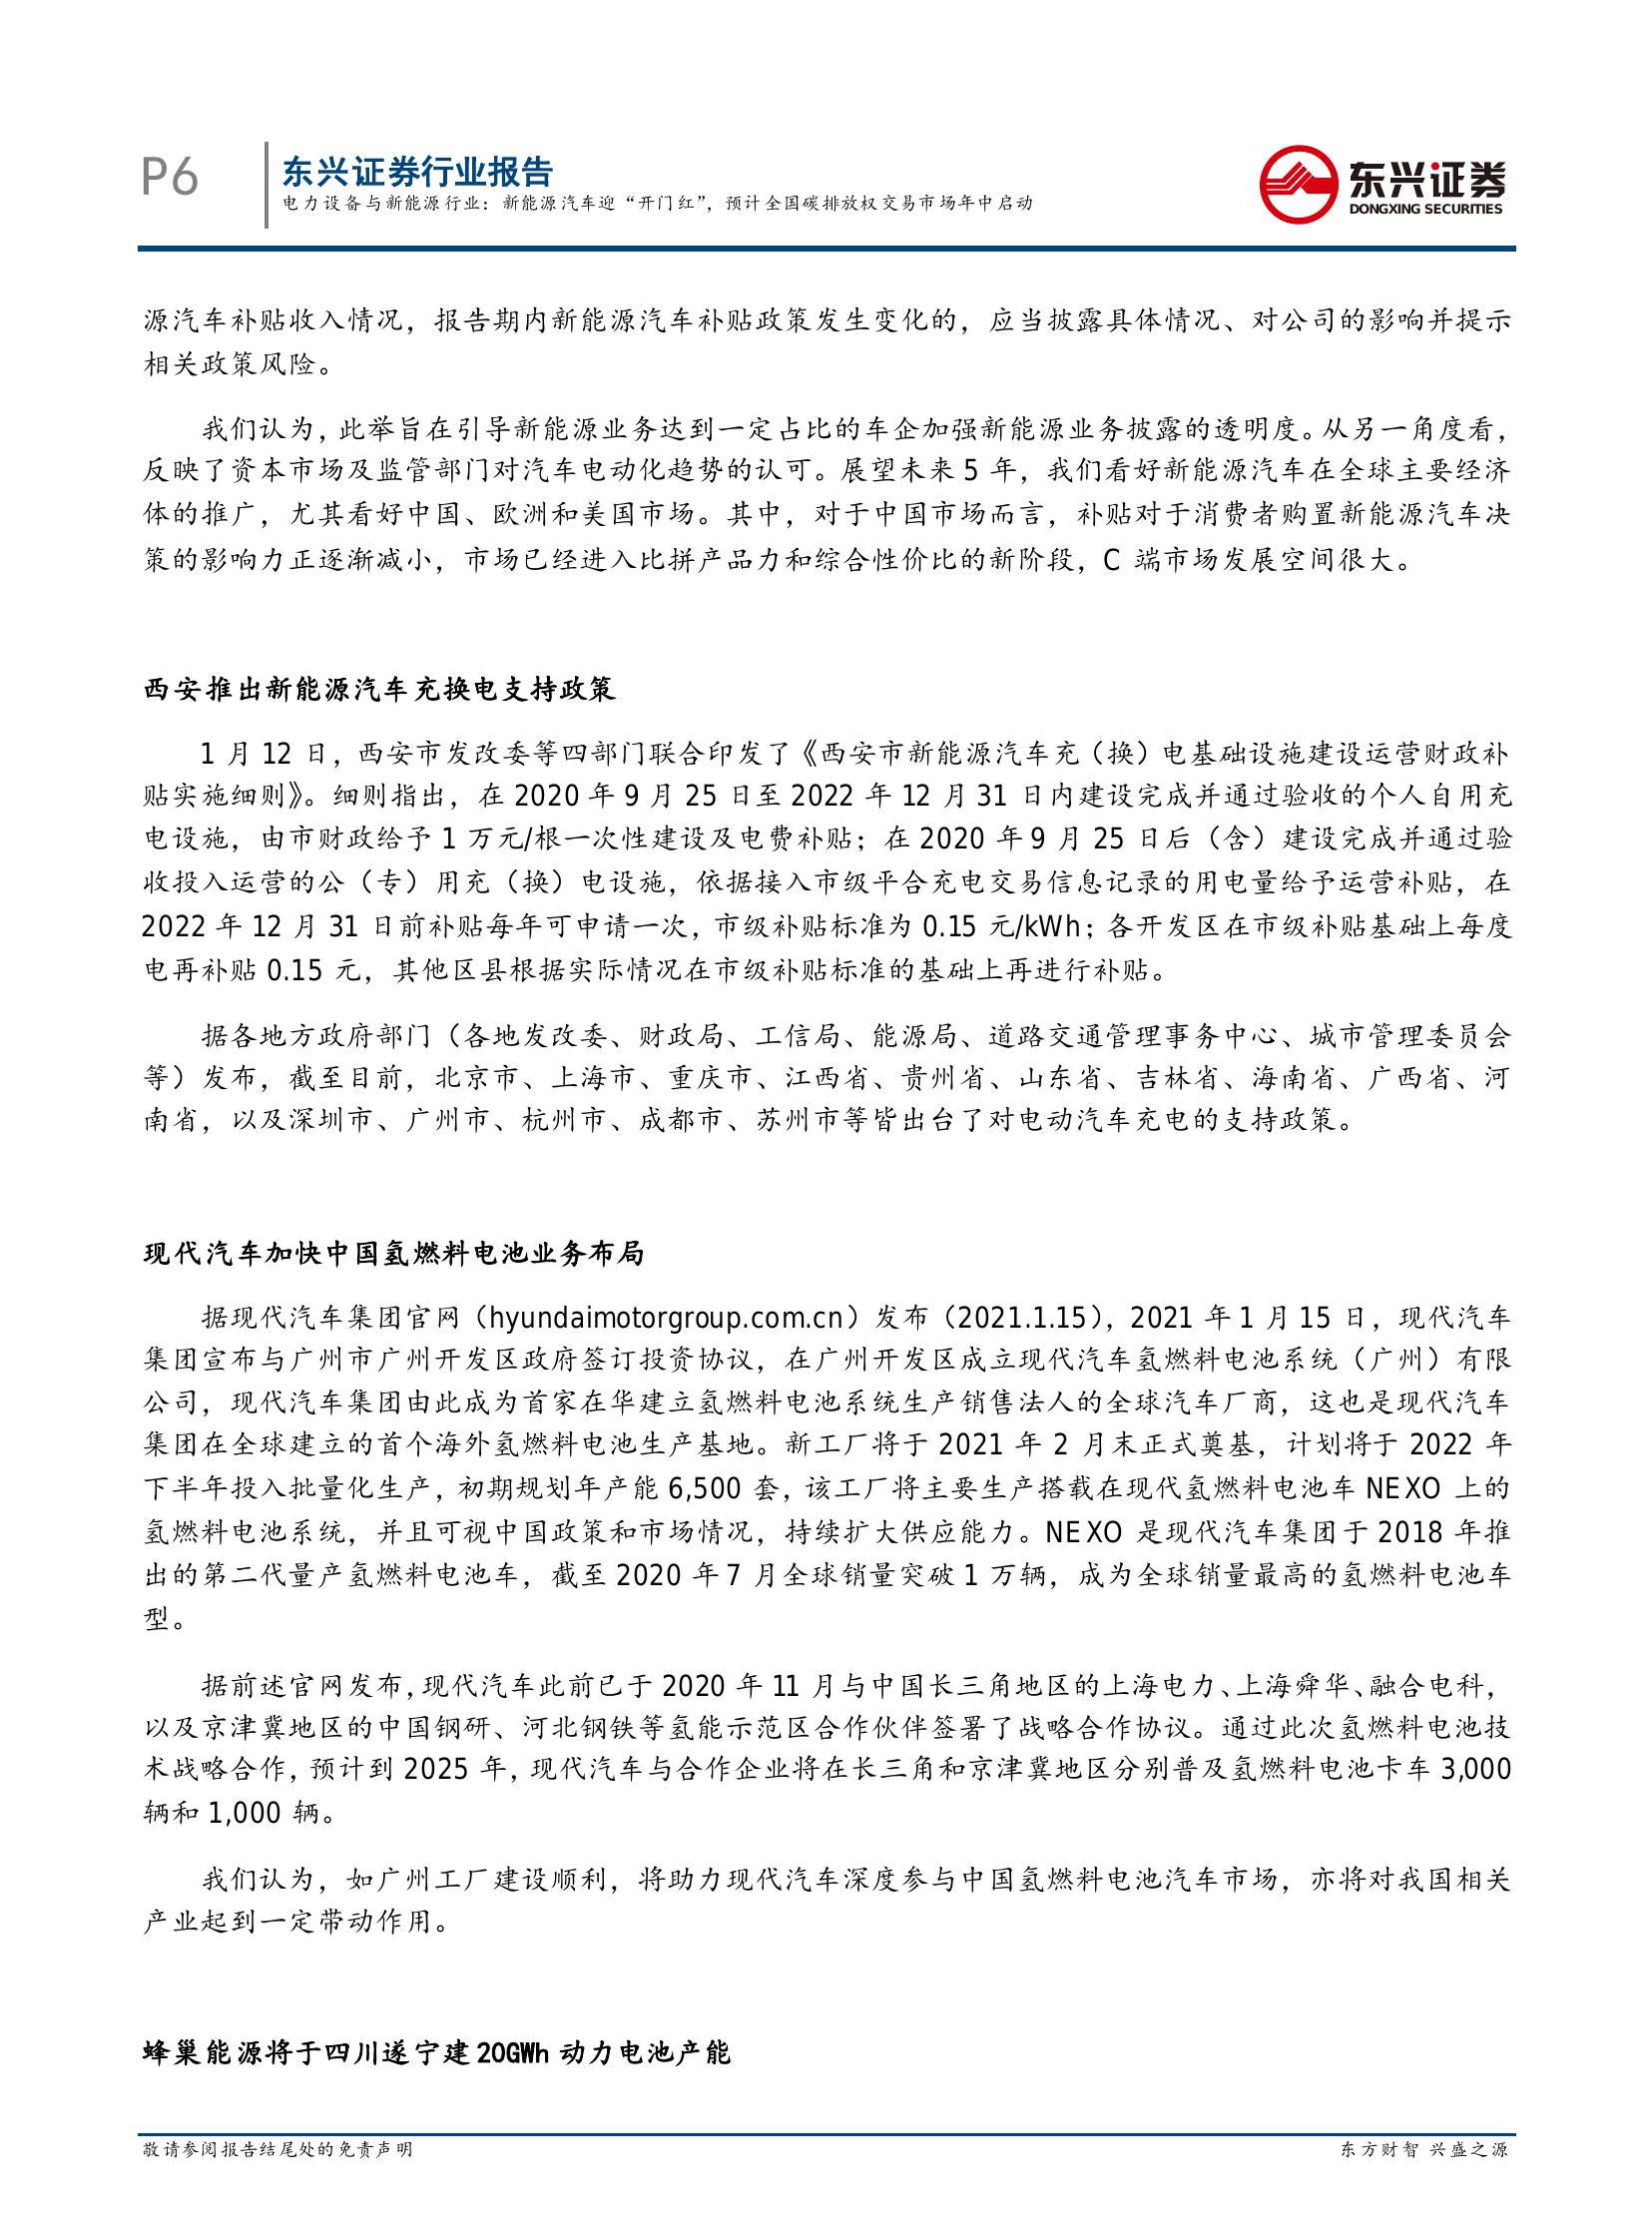 P6
东兴证券行业报告
电力设备与新能源行业：新能源汽车迎“开门红”，预计全国碳排放权交易市场年中启动
东兴证券
DONGXING SECURITIES
源汽车补贴收入情况，报告期内新能源汽车补贴政策发生变化的，应当披露具体情况、对公司的影响并提示
相关政策风险。
我们认为，此举旨在引导新能源业务达到一定占比的车企加强新能源业务披露的透明度。从另一角度看，
反映了资本市场及监管部门对汽车电动化趋势的认可。展望未来 5 年，我们看好新能源汽车在全球主要经济
体的推广，尤其看好中国、欧洲和美国市场。其中，对于中国市场而言，补贴对于消费者购置新能源汽车决
策的影响力正逐渐减小，市场已经进入比拼产品力和综合性价比的新阶段，C 端市场发展空间很大。
西安推出新能源汽车充换电支持政策
1 月 12 日，西安市发改委等四部门联合印发了《西安市新能源汽车充（换）电基础设施建设运营财政补
贴实施细则》。细则指出，在 2020 年 9 月 25 日至 2022 年 12 月 31 日内建设完成并通过验收的个人自用充
电设施，由市财政给予 1 万元/根一次性建设及电费补贴；在 2020 年 9 月 25 日后（含）建设完成并通过验
收投入运营的公（专）用充（换）电设施，依据接入市级平合充电交易信息记录的用电量给予运营补贴，在
2022 年 12 月 31 日前补贴每年可申请一次，市级补贴标准为 0.15 元/kWh；各开发区在市级补贴基础上每度
电再补贴 0.15 元，其他区县根据实际情况在市级补贴标准的基础上再进行补贴。
据各地方政府部门（各地发改委、财政局、工信局、能源局、道路交通管理事务中心、城市管理委员会
等）发布，截至目前，北京市、上海市、重庆市、江西省、贵州省、山东省、吉林省、海南省、广西省、河
南省，以及深圳市、广州市、杭州市、成都市、苏州市等皆出台了对电动汽车充电的支持政策。
现代汽车加快中国氢燃料电池业务布局
据现代汽车集团官网（hyundaimotorgroup.com.cn）发布（2021.1.15），2021 年 1 月 15 日，现代汽车
集团宣布与广州市广州开发区政府签订投资协议，在广州开发区成立现代汽车氢燃料电池系统（广州）有限
公司，现代汽车集团由此成为首家在华建立氢燃料电池系统生产销售法人的全球汽车厂商，这也是现代汽车
集团在全球建立的首个海外氢燃料电池生产基地。新工厂将于 2021 年 2 月末正式奠基，计划将于 2022 年
下半年投入批量化生产，初期规划年产能 6,500 套，该工厂将主要生产搭载在现代氢燃料电池车 NEXO 上的
氢燃料电池系统，并且可视中国政策和市场情况，持续扩大供应能力。NEXO 是现代汽车集团于 2018 年推
出的第二代量产氢燃料电池车，截至 2020 年 7 月全球销量突破 1 万辆，成为全球销量最高的氢燃料电池车
型。
据前述官网发布，现代汽车此前已于 2020 年 11 月与中国长三角地区的上海电力、上海舜华、融合电科，
以及京津冀地区的中国钢研、河北钢铁等氢能示范区合作伙伴签署了战略合作协议。通过此次氢燃料电池技
术战略合作，预计到 2025 年，现代汽车与合作企业将在长三角和京津冀地区分别普及氢燃料电池卡车 3,000
辆和 1,000 辆。
我们认为，如广州工厂建设顺利，将助力现代汽车深度参与中国氢燃料电池汽车市场，亦将对我国相关
产业起到一定带动作用。
蜂巢能源将于四川遂宁建 20GWh 动力电池产能
敬请参阅报告结尾处的免责声明
东方财智 兴盛之源